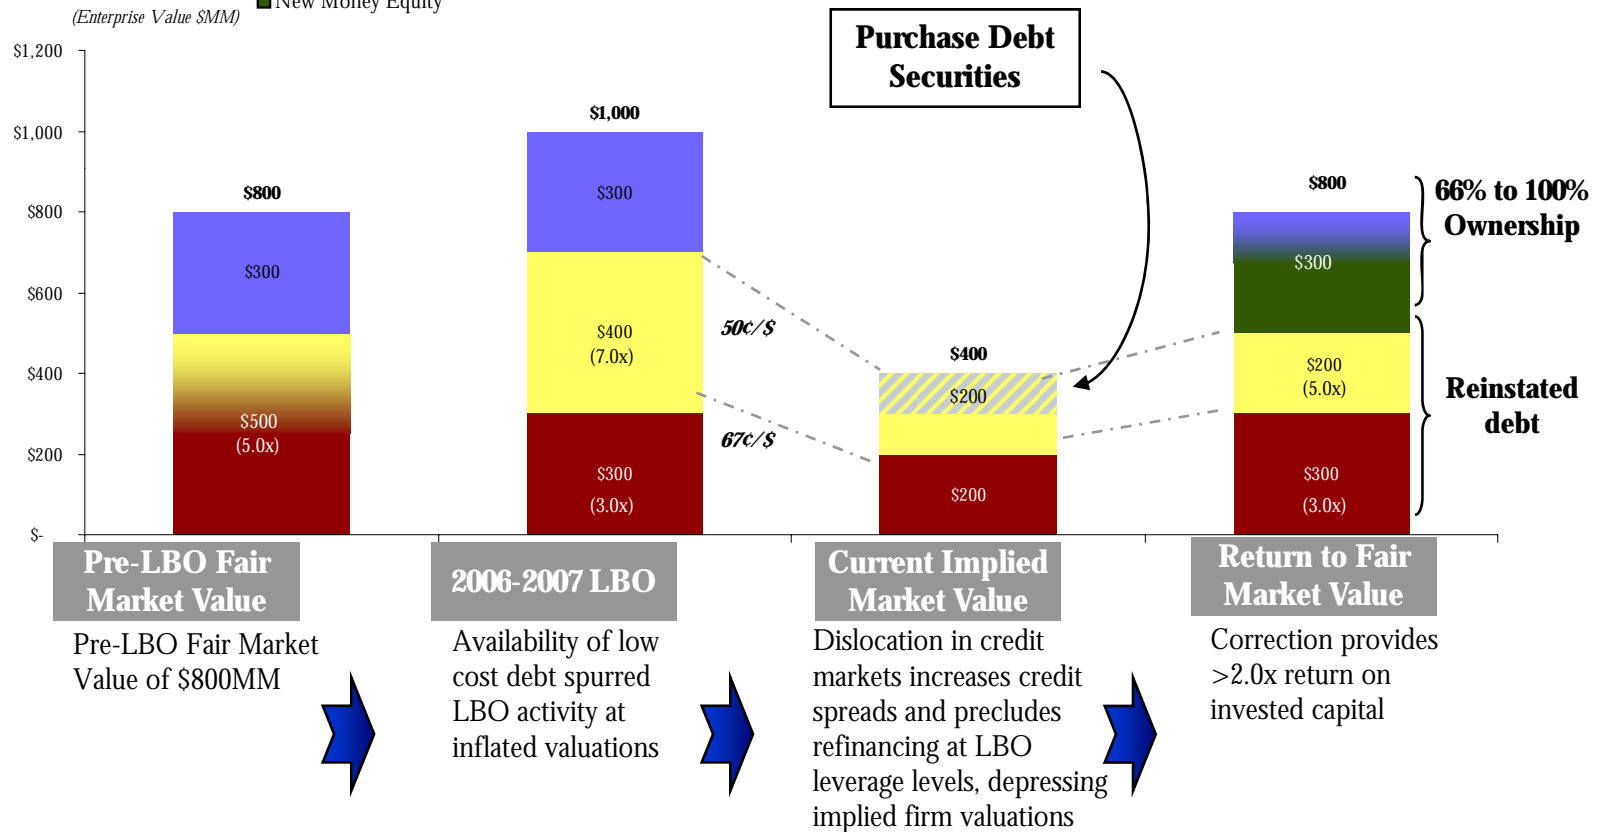 New Money Equity
(Enterprise Value $MM)
$1,200
$1,000
$800
$600
$400
$200
$-
Purchase Debt
Securities
$800
$300
$500
(5.0x)
$1,000
$300
$400
(7.0x)
$300
(3.0x)
50¢/$
67¢/$
$400
$200
$200
$800
$300
$200
(5.0x)
$300
(3.0x)
66% to 100%
Ownership
Reinstated
debt
Pre-LBO Fair
Market Value
2006-2007 LBO
Current Implied
Market Value
Return to Fair
Market Value
Pre-LBO Fair Market
Value of $800MM
Availability of low
cost debt spurred
LBO activity at
inflated valuations
Dislocation in credit
markets increases credit
spreads and precludes
refinancing at LBO
leverage levels, depressing
implied firm valuations
Correction provides
>2.0x return on
invested capital